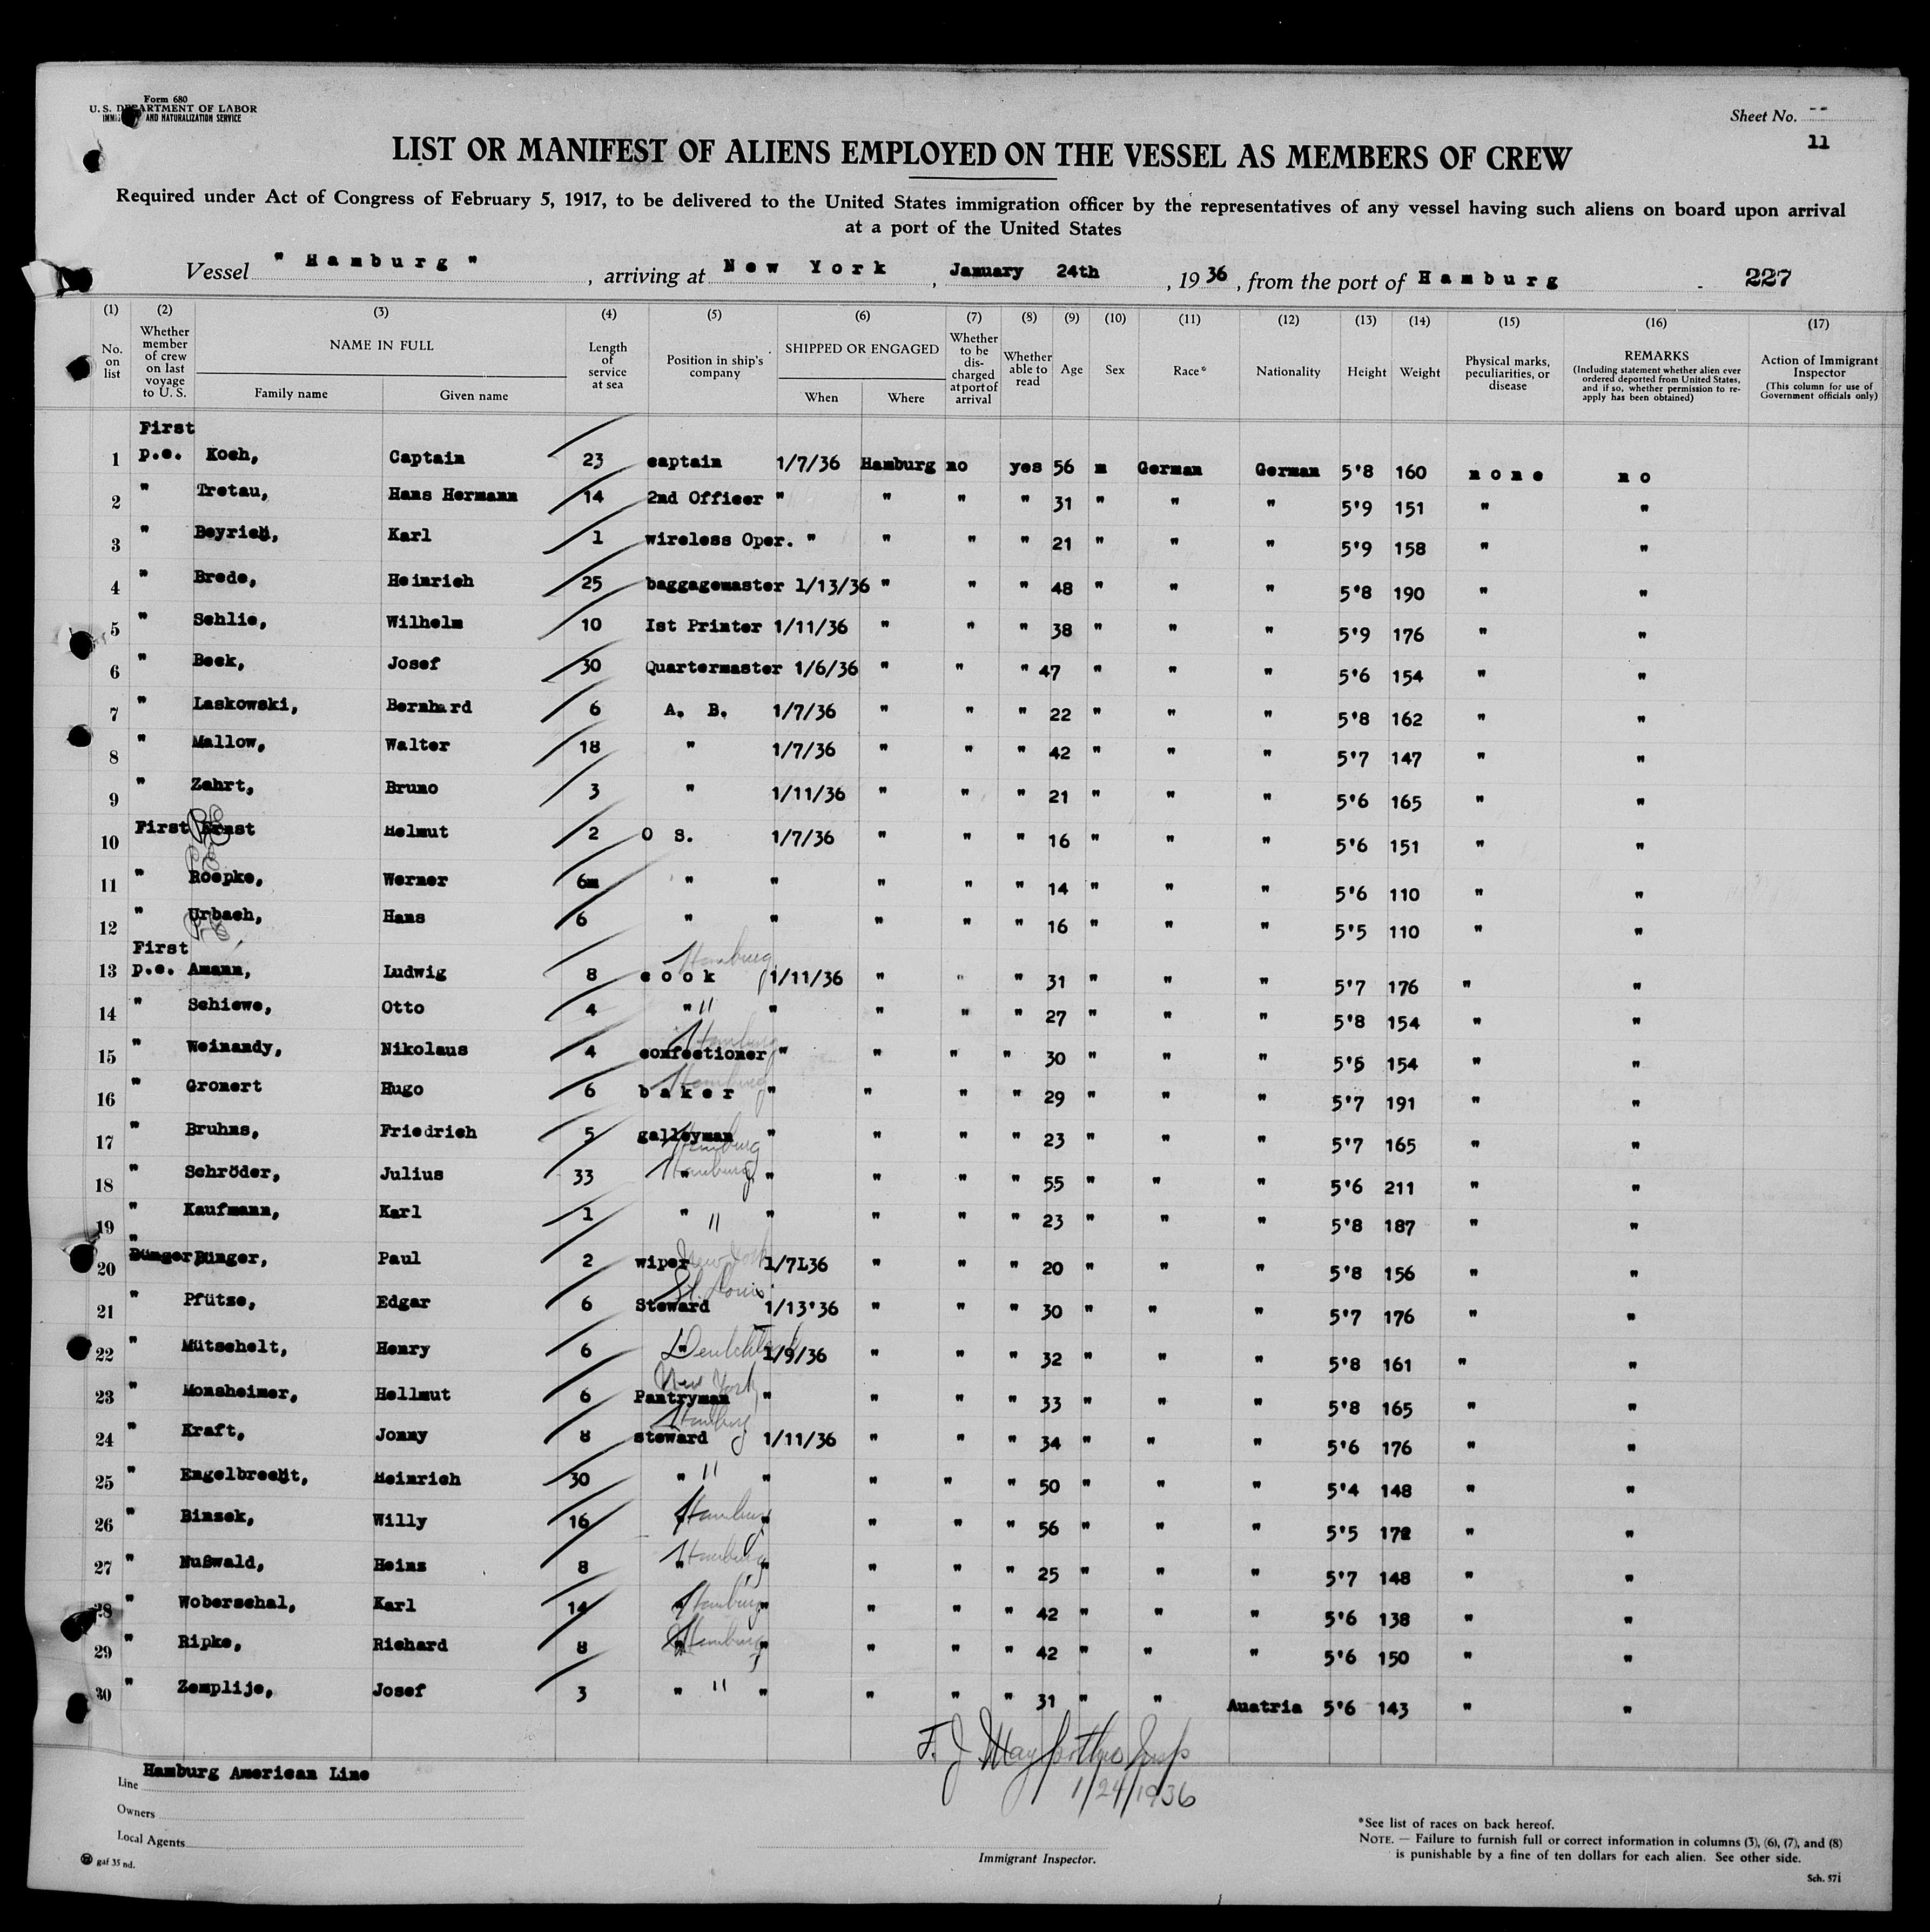 Form 680
U. S. DEPARTMENT OF LABOR
AND NATURALIZATION SERVICE
Sheet No.
11
LIST OR MANIFEST OF ALIENS EMPLOYED ON THE VESSEL AS MEMBERS OF CREW
Required under Act of Congress of February 5, 1917, to be delivered to the United States immigration officer by the representatives of any vessel having such aliens on board upon arrival
at a port of the United States
Vessel " Hamburg " , arriving at New York , January 24th , 19 36 , from the port of Hamburg 227
(1) (2) (3) (4) (5) (6) (7) (8) (9) (10) (11) (12) (13) (14) (15) (16) (17)
No. on list Whether member of crew on last voyage to U. S. NAME IN FULL Family name Given name Length of service at sea Position in ship's company SHIPPED OR ENGAGED When Where Whether to be dis-charged at port of arrival Whether able to read Age Sex Race* Nationality Height Weight Physical marks, peculiarities, or disease REMARKS (Including statement whether alien ever ordered deported from United States, and if so, whether permission to re-apply has been obtained) Action of Immigrant Inspector (This column for use of Government officials only)
First
1 p.e. Koch, Captain 23 captain 1/7/36 Hamburg no yes 56 m German German 5'8 160 none no
2 " Tretau, Hans Hermann 14 2nd Officer " " " " 31 " " " 5'9 151 " "
3 " Beyrich, Karl 1 wireless Oper. " " " " 21 " " " 5'9 158 " "
4 " Brede, Heinrich 25 baggagemaster 1/13/36 " " " 48 " " " 5'8 190 " "
5 " Schlie, Wilhelm 10 Ist Printer 1/11/36 " " " 38 " " " 5'9 176 " "
6 " Beek, Josef 30 Quartermaster 1/6/36 " " " 47 " " " 5'6 154 " "
7 " Laskowski, Bernhard 6 A. B. 1/7/36 " " " 22 " " " 5'8 162 " "
8 " Mallow, Walter 18 " 1/7/36 " " " 42 " " " 5'7 147 " "
9 " Zahrt, Bruno 3 " 1/11/36 " " " 21 " " " 5'6 165 " "
10 First Ernst Helmut 2 O S. 1/7/36 " " " 16 " " " 5'6 151 " "
11 " Roepke, Werner 6m " " " " " 14 " " " 5'6 110 " "
12 " Urbach, Hans 6 " " " " " 16 " " " 5'5 110 " "
First
Hamburg
13 p.e. Amann, Ludwig 8 cook 1/11/36 " " " 31 " " " 5'7 176 " "
14 " Schiewe, Otto 4 " " " " " " 27 " " " 5'8 154 " "
Hamburg
15 " Weinandy, Nikolaus 4 confectioner " " " " 30 " " " 5'5 154 " "
Hamburg
16 " Gronert Hugo 6 baker " " " " 29 " " " 5'7 191 " "
17 " Bruhns, Friedrich 5 galleyman " " " " 23 " " " 5'7 165 " "
Hamburg
Hamburg
18 " Schröder, Julius 33 " " " " " 55 " " " 5'6 211 " "
19 " Kaufmann, Karl 1 " " " " " " 23 " " " 5'8 187 " "
"
20 Bünger Bünger, Paul 2 wiper New York 1/7L36 " " " 20 " " " 5'8 156 " "
St. Louis
21 " Pfütze, Edgar 6 Steward 1/13'36 " " " 30 " " " 5'7 176 " "
22 " Mütschelt, Henry 6 " Deutchland 1/9/36 " " " 32 " " " 5'8 161 " "
New York
23 " Monsheimer, Hellmut 6 Pantryman " " " " 33 " " " 5'8 165 " "
Hamburg
24 " Kraft, Jonny 8 steward 1/11/36 " " " 34 " " " 5'6 176 " "
25 " Engelbrecht, Heinrich 30 " " " " " " 50 " " " 5'4 148 " "
26 " Binsek, Willy 16 " Hamburg " " " " 56 " " " 5'5 172 " "
27 " Nußwald, Heinz 8 " Hamburg " " " " 25 " " " 5'7 148 " "
28 " Woberschal, Karl 14 " Hamburg " " " " 42 " " " 5'6 138 " "
29 " Ripke, Richard 8 " Hamburg " " " " 42 " " " 5'6 150 " "
30 " Zemplije, Josef 3 " " " " " " 31 " " Auatria 5'6 143 " "
F. J. 
1/24/1936
Line Hamburg American Line
Owners
Local Agents
gaf 35 nd.
Immigrant Inspector.
*See list of races on back hereof.
NOTE. — Failure to furnish full or correct information in columns (3), (6), (7), and (8)
is punishable by a fine of ten dollars for each alien. See other side.
Sch. 571